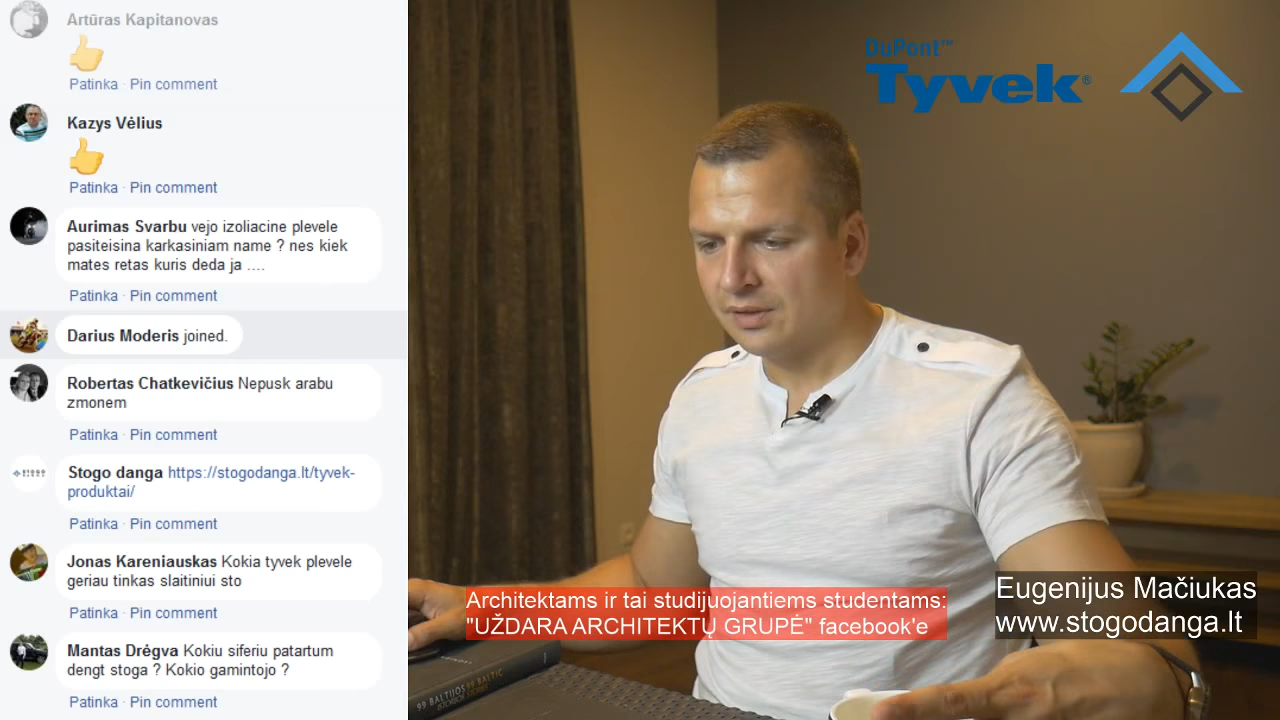 Artūras Kapitanovas
Patinka · Pin comment
Kazys Vėlius
Patinka · Pin comment
Aurimas Svarbu vejo izoliacine plevele
pasiteisina karkasiniam name ? nes kiek
mates retas kuris deda ja ....
Patinka · Pin comment
Darius Moderis joined.
Robertas Chatkevičius Nepusk arabu
zmonem
Patinka · Pin comment
Stogo danga https://stogodanga.lt/tyvek-
produktai/
Patinka · Pin comment
Jonas Kareniauskas Kokia tyvek plevele
geriau tinkas slaitiniui sto
Patinka · Pin comment
Mantas Drėgva Kokiu siferiu patartum
dengt stoga ? Kokio gamintojo ?
Patinka · Pin comment
DuPont™
Tyvek®
Architektams ir tai studijuojantiems studentams:
"UŽDARA ARCHITEKTŲ GRUPĖ" facebook'e
Eugenijus Mačiukas
www.stogodanga.lt
99 BALTIJOS 99 BALTIC